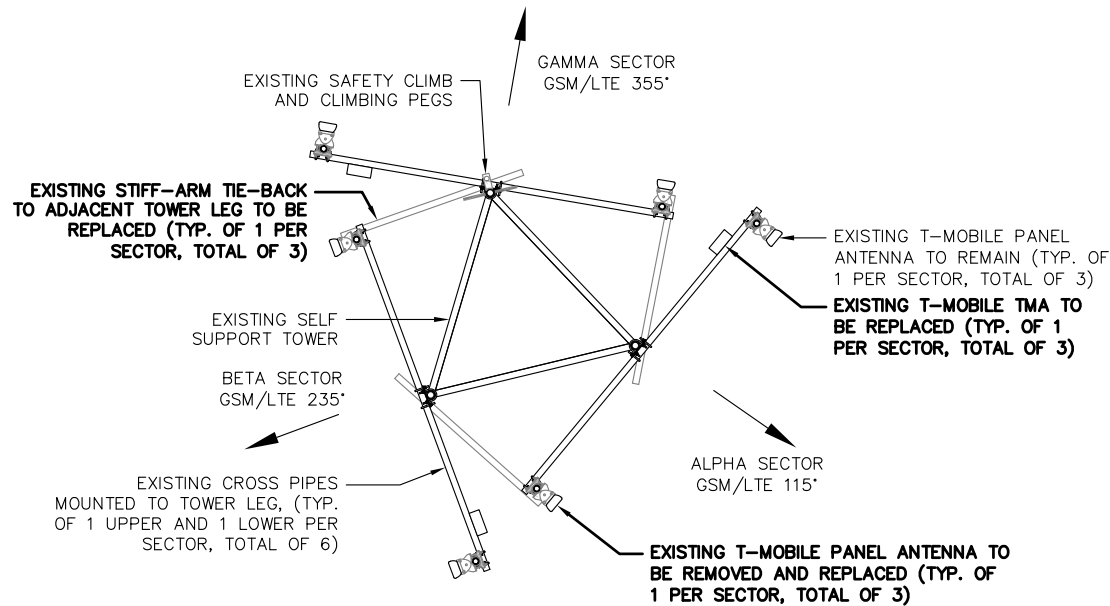 GAMMA SECTOR
GSM/LTE 355°
EXISTING SAFETY CLIMB
AND CLIMBING PEGS
EXISTING STIFF-ARM TIE-BACK
TO ADJACENT TOWER LEG TO BE
REPLACED (TYP. OF 1 PER
SECTOR, TOTAL OF 3)
EXISTING T-MOBILE PANEL
ANTENNA TO REMAIN (TYP. OF
1 PER SECTOR, TOTAL OF 3)
EXISTING T-MOBILE TMA TO
BE REPLACED (TYP. OF 1
PER SECTOR, TOTAL OF 3)
EXISTING SELF
SUPPORT TOWER
BETA SECTOR
GSM/LTE 235°
ALPHA SECTOR
GSM/LTE 115°
EXISTING CROSS PIPES
MOUNTED TO TOWER LEG, (TYP.
OF 1 UPPER AND 1 LOWER PER
SECTOR, TOTAL OF 6)
EXISTING T-MOBILE PANEL ANTENNA TO
BE REMOVED AND REPLACED (TYP. OF
1 PER SECTOR, TOTAL OF 3)